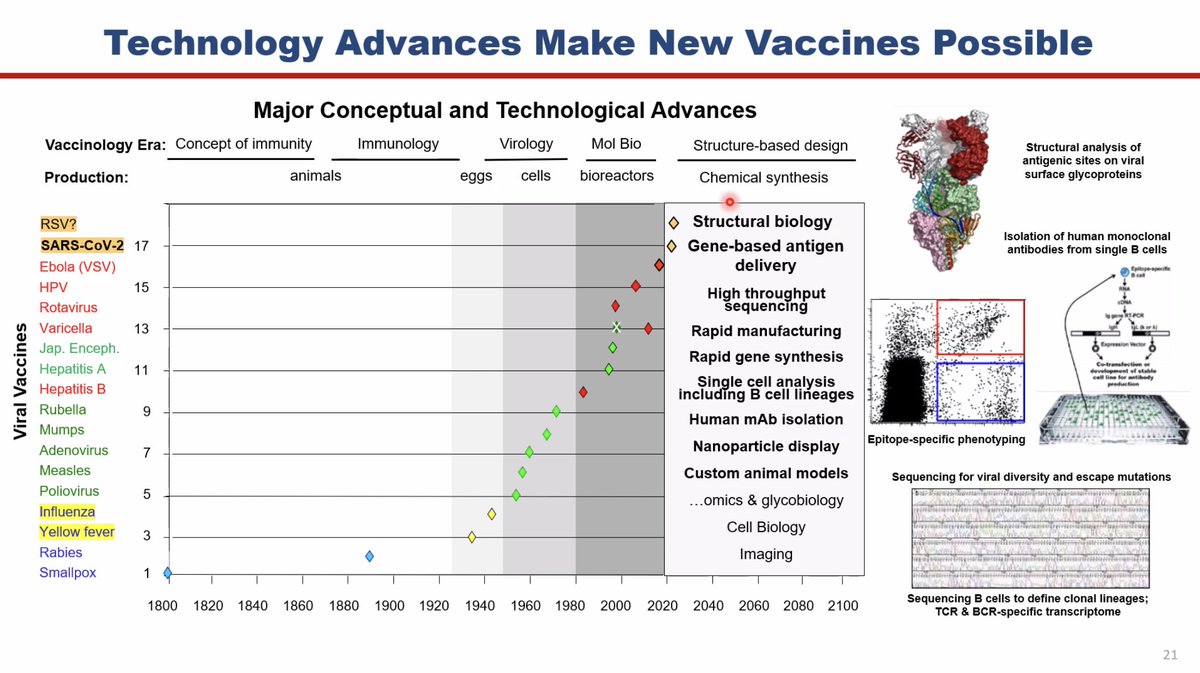 Technology Advances Make New Vaccines Possible
Major Conceptual and Technological Advances
Vaccinology Era: Concept of immunity Immunology Virology Mol Bio Structure-based design
Production: animals eggs cells bioreactors Chemical synthesis
Viral Vaccines
RSV?
SARS-CoV-2 17
Ebola (VSV)
HPV 15
Rotavirus
Varicella 13
Jap. Enceph.
Hepatitis A 11
Hepatitis B
Rubella 9
Mumps
Adenovirus 7
Measles
Poliovirus 5
Influenza
Yellow fever 3
Rabies
Smallpox 1
1800 1820 1840 1860 1880 1900 1920 1940 1960 1980 2000 2020 2040 2060 2080 2100
Structural biology
Gene-based antigen
delivery
High throughput
sequencing
Rapid manufacturing
Rapid gene synthesis
Single cell analysis
including B cell lineages
Human mAb isolation
Nanoparticle display
Custom animal models
…omics & glycobiology
Cell Biology
Imaging
Structural analysis of
antigenic sites on viral
surface glycoproteins
Isolation of human monoclonal
antibodies from single B cells
Epitope-specific
B cell
RNA
cDNA
Ig gene RT-PCR
IgH IgL (k or λ)
Expression Vector
Co-transfection or
development of stable
cell line for antibody
production
Epitope-specific phenotyping
Sequencing for viral diversity and escape mutations
Sequencing B cells to define clonal lineages;
TCR & BCR-specific transcriptome
21